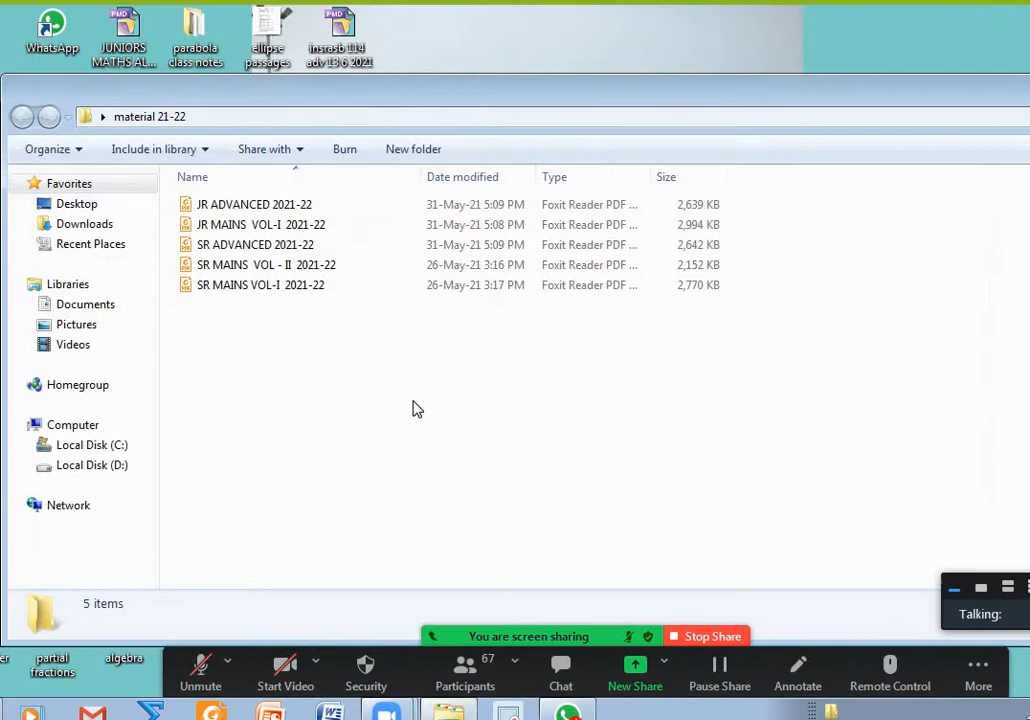 PMD PMD
WhatsApp JUNIORS MATHS AL... parabola class notes ellipse passages insrasb 114 adv 13 6 2021
material 21-22
Organize Include in library Share with Burn New folder
Name Date modified Type Size
Favorites
Desktop
Downloads
Recent Places
Libraries
Documents
Pictures
Videos
Homegroup
Computer
Local Disk (C:)
Local Disk (D:)
Network
JR ADVANCED 2021-22 31-May-21 5:09 PM Foxit Reader PDF ... 2,639 KB
JR MAINS VOL-I 2021-22 31-May-21 5:08 PM Foxit Reader PDF ... 2,994 KB
SR ADVANCED 2021-22 31-May-21 5:09 PM Foxit Reader PDF ... 2,642 KB
SR MAINS VOL - II 2021-22 26-May-21 3:16 PM Foxit Reader PDF ... 2,152 KB
SR MAINS VOL-I 2021-22 26-May-21 3:17 PM Foxit Reader PDF ... 2,770 KB
5 items
Talking:
You are screen sharing Stop Share
er partial fractions algebra
67
Unmute Start Video Security Participants Chat New Share Pause Share Annotate Remote Control More